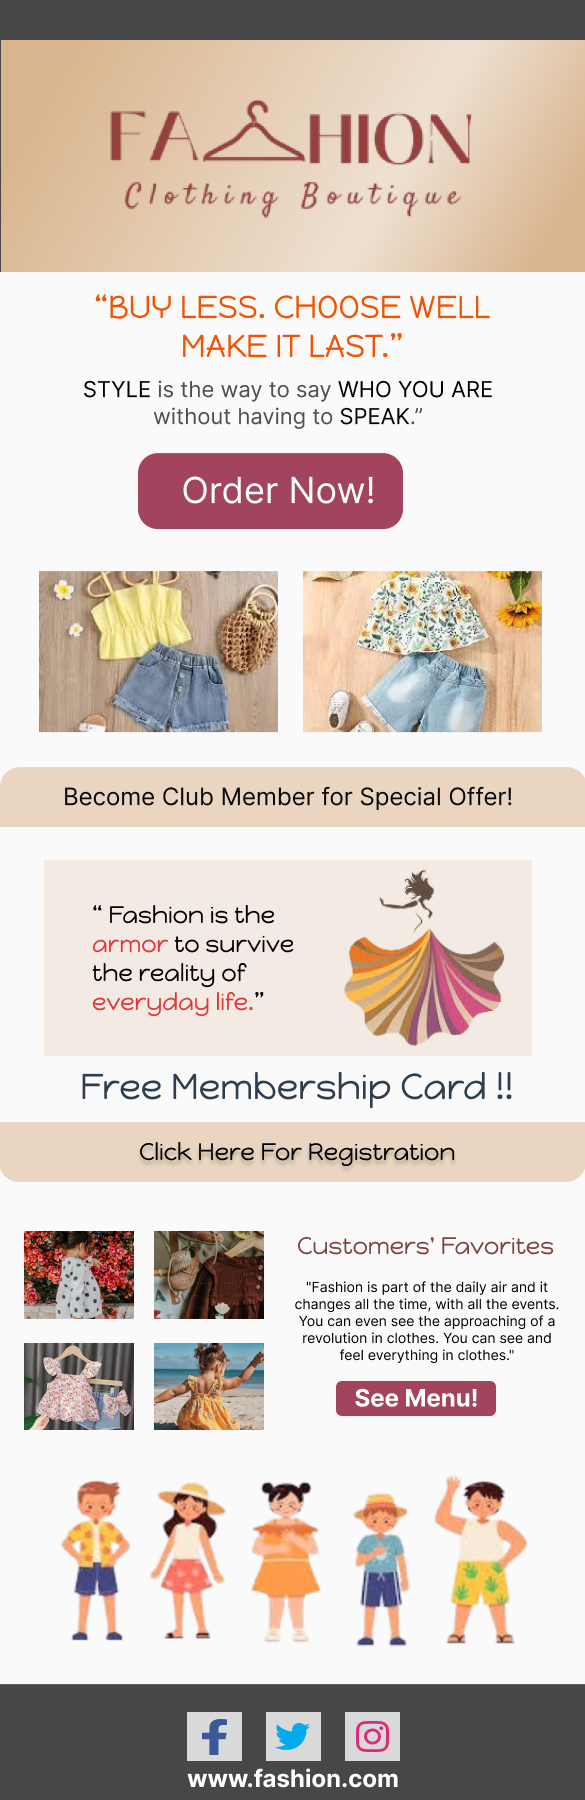 FASHION
Clothing Boutique
“BUY LESS. CHOOSE WELL
MAKE IT LAST.”
STYLE is the way to say WHO YOU ARE
without having to SPEAK.”
Order Now!
Become Club Member for Special Offer!
“ Fashion is the
armor to survive
the reality of
everyday life.”
Free Membership Card !!
Click Here For Registration
Customers' Favorites
"Fashion is part of the daily air and it
changes all the time, with all the events.
You can even see the approaching of a
revolution in clothes. You can see and
feel everything in clothes."
See Menu!
www.fashion.com